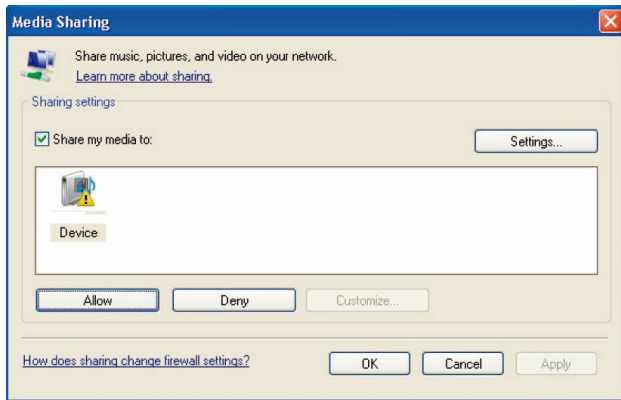 Media Sharing
Share music, pictures, and video on your network.
Learn more about sharing.
Sharing settings
Share my media to:
Settings...
Device
Allow
Deny
Customize...
How does sharing change firewall settings?
OK
Cancel
Apply